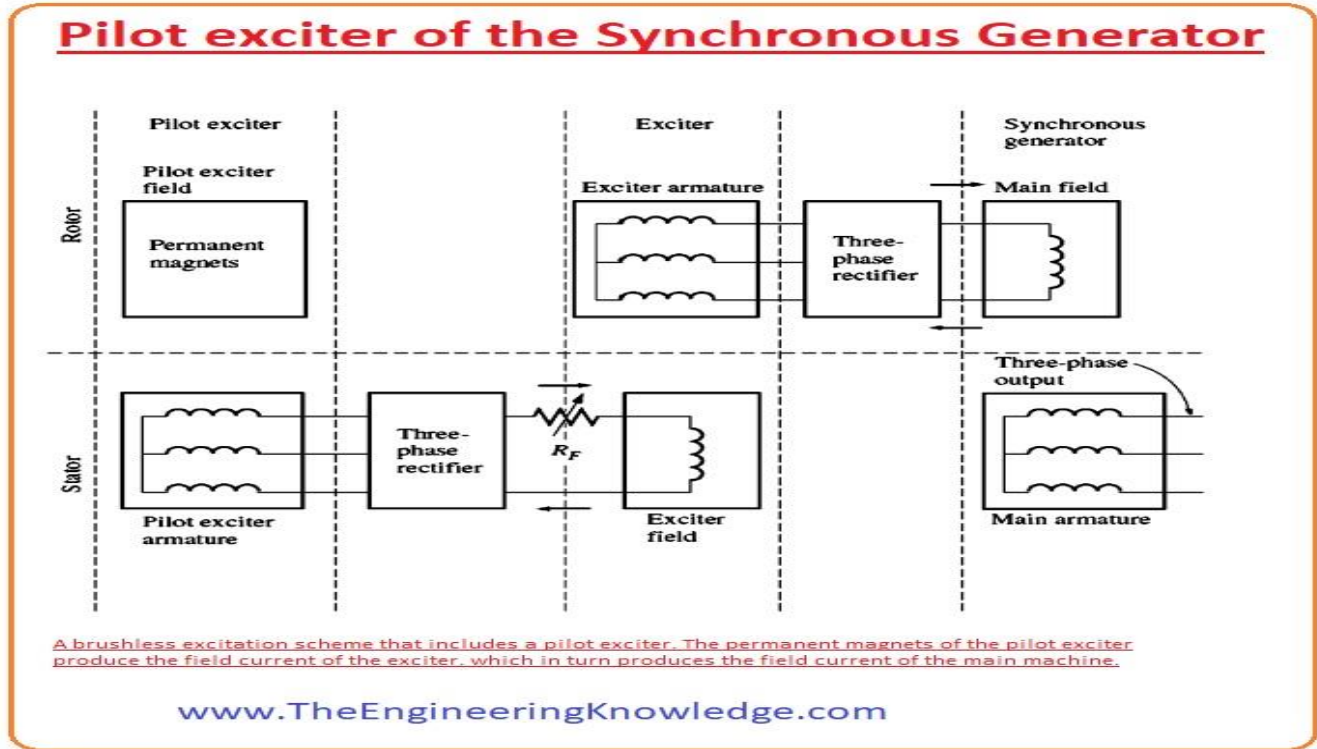 Pilot exciter of the Synchronous Generator
Pilot exciter
Exciter
Synchronous
generator
Pilot exciter
field
Exciter armature
Main field
Rotor
Permanent
magnets
Three-
phase
rectifier
Three-phase
output
Stator
Three-
phase
rectifier
RF
Pilot exciter
armature
Exciter
field
Main armature
A brushless excitation scheme that includes a pilot exciter. The permanent magnets of the pilot exciter
produce the field current of the exciter. which in turn produces the field current of the main machine.
www.TheEngineeringKnowledge.com